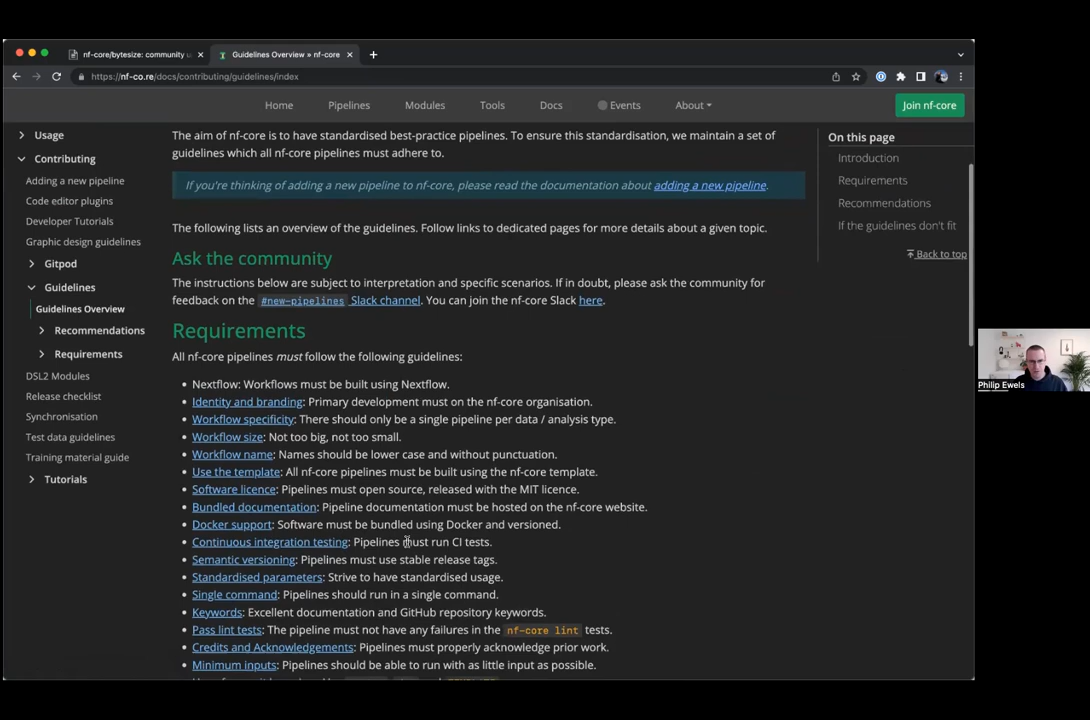 nf-core/bytesize: community u
Guidelines Overview » nf-core
https://nf-co.re/docs/contributing/guidelines/index
Home Pipelines Modules Tools Docs Events About Join nf-core
Usage
Contributing
Adding a new pipeline
Code editor plugins
Developer Tutorials
Graphic design guidelines
Gitpod
Guidelines
Guidelines Overview
Recommendations
Requirements
DSL2 Modules
Release checklist
Synchronisation
Test data guidelines
Training material guide
Tutorials
The aim of nf-core is to have standardised best-practice pipelines. To ensure this standardisation, we maintain a set of
guidelines which all nf-core pipelines must adhere to.
If you're thinking of adding a new pipeline to nf-core, please read the documentation about adding a new pipeline.
The following lists an overview of the guidelines. Follow links to dedicated pages for more details about a given topic.
Ask the community
The instructions below are subject to interpretation and specific scenarios. If in doubt, please ask the community for
feedback on the #new-pipelines Slack channel. You can join the nf-core Slack here.
Requirements
All nf-core pipelines must follow the following guidelines:
• Nextflow: Workflows must be built using Nextflow.
• Identity and branding: Primary development must on the nf-core organisation.
• Workflow specificity: There should only be a single pipeline per data / analysis type.
• Workflow size: Not too big, not too small.
• Workflow name: Names should be lower case and without punctuation.
• Use the template: All nf-core pipelines must be built using the nf-core template.
• Software licence: Pipelines must open source, released with the MIT licence.
• Bundled documentation: Pipeline documentation must be hosted on the nf-core website.
• Docker support: Software must be bundled using Docker and versioned.
• Continuous integration testing: Pipelines must run CI tests.
• Semantic versioning: Pipelines must use stable release tags.
• Standardised parameters: Strive to have standardised usage.
• Single command: Pipelines should run in a single command.
• Keywords: Excellent documentation and GitHub repository keywords.
• Pass lint tests: The pipeline must not have any failures in the nf-core lint tests.
• Credits and Acknowledgements: Pipelines must properly acknowledge prior work.
• Minimum inputs: Pipelines should be able to run with as little input as possible.
On this page
Introduction
Requirements
Recommendations
If the guidelines don't fit
Back to top
Philip Ewels